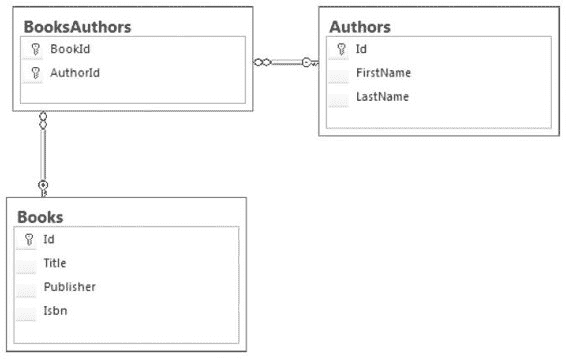 BooksAuthors
BookId
AuthorId
Authors
Id
FirstName
LastName
Books
Id
Title
Publisher
Isbn